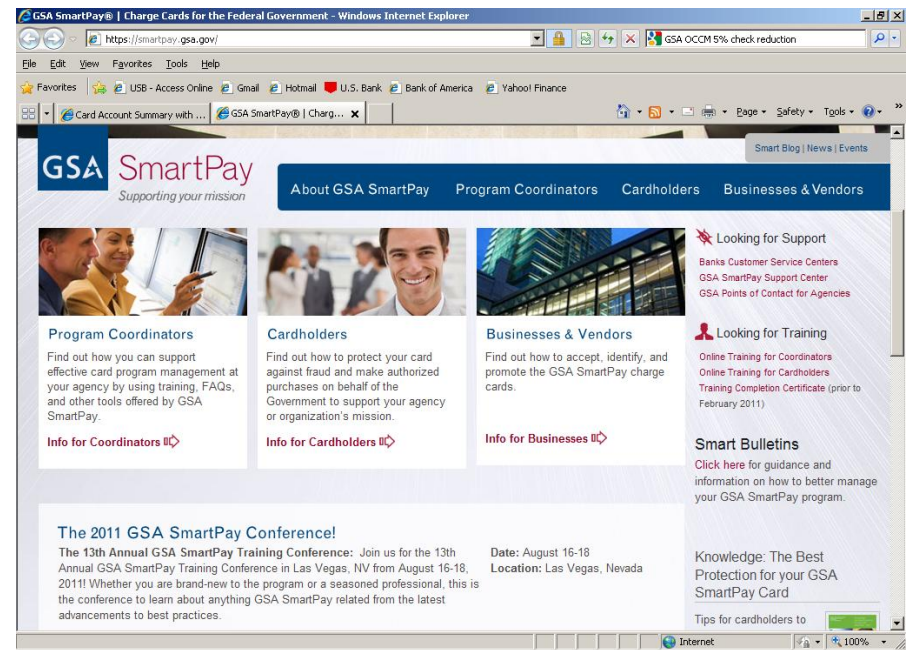 GSA SmartPay® | Charge Cards for the Federal Government - Windows Internet Explorer
https://smartpay.gsa.gov/
GSA OCCM 5% check reduction
File Edit View Favorites Tools Help
Favorites USB - Access Online Gmail Hotmail U.S. Bank Bank of America Yahoo! Finance
Card Account Summary with ... GSA SmartPay® | Charg... Page Safety Tools
Smart Blog | News | Events
GSA SmartPay
Supporting your mission
About GSA SmartPay Program Coordinators Cardholders Businesses & Vendors
Program Coordinators
Find out how you can support
effective card program management at
your agency by using training, FAQs,
and other tools offered by GSA
SmartPay.
Info for Coordinators
Cardholders
Find out how to protect your card
against fraud and make authorized
purchases on behalf of the
Government to support your agency
or organization's mission.
Info for Cardholders
Businesses & Vendors
Find out how to accept, identify, and
promote the GSA SmartPay charge
cards.
Info for Businesses
Looking for Support
Banks Customer Service Centers
GSA SmartPay Support Center
GSA Points of Contact for Agencies
Looking for Training
Online Training for Coordinators
Online Training for Cardholders
Training Completion Certificate (prior to
February 2011)
Smart Bulletins
Click here for guidance and
information on how to better manage
your GSA SmartPay program.
The 2011 GSA SmartPay Conference!
The 13th Annual GSA SmartPay Training Conference: Join us for the 13th
Annual GSA SmartPay Training Conference in Las Vegas, NV from August 16-18,
2011! Whether you are brand-new to the program or a seasoned professional, this is
the conference to learn about anything GSA SmartPay related from the latest
advancements to best practices.
Date: August 16-18
Location: Las Vegas, Nevada
Knowledge: The Best
Protection for your GSA
SmartPay Card
Tips for cardholders to
Internet 100%